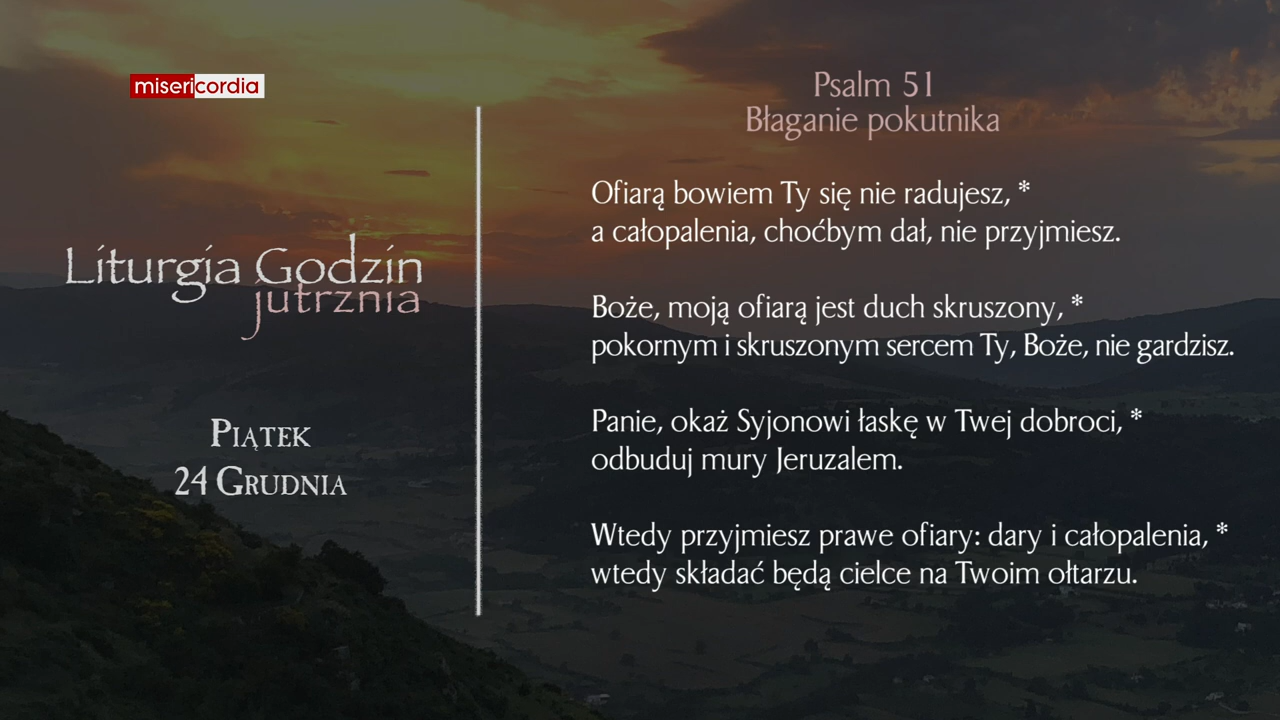 misericordia
Liturgia Godzin
jutrznia
Piątek
24 Grudnia
Psalm 51
Błaganie pokutnika
Ofiarą bowiem Ty się nie radujesz, *
a całopalenia, choćbym dał, nie przyjmiesz.
Boże, moją ofiarą jest duch skruszony, *
pokornym i skruszonym sercem Ty, Boże, nie gardzisz.
Panie, okaż Syjonowi łaskę w Twej dobroci, *
odbuduj mury Jeruzalem.
Wtedy przyjmiesz prawe ofiary: dary i całopalenia, *
wtedy składać będą cielce na Twoim ołtarzu.